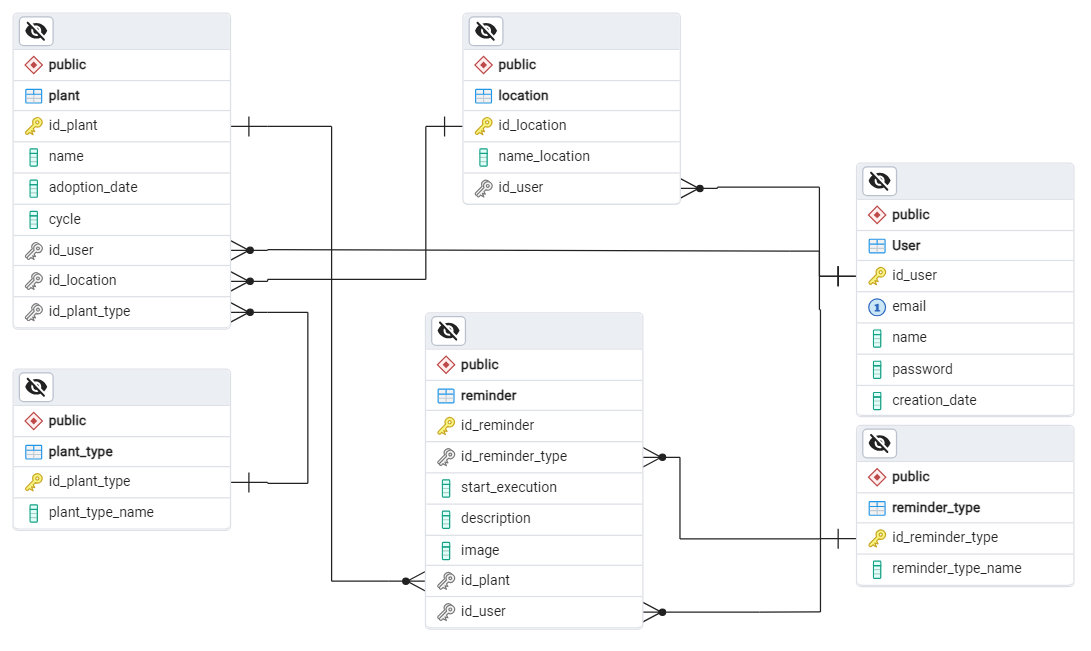 public
plant
id_plant
name
adoption_date
cycle
id_user
id_location
id_plant_type
public
location
id_location
name_location
id_user
public
User
id_user
1 email
name
password
creation_date
public
plant_type
id_plant_type
plant_type_name
public
reminder
id_reminder
id_reminder_type
start_execution
description
image
id_plant
id_user
public
reminder_type
id_reminder_type
reminder_type_name